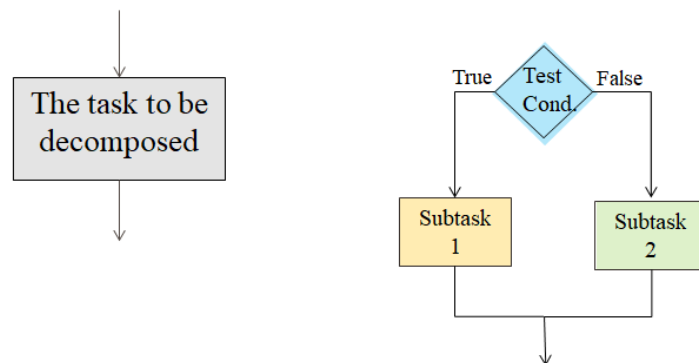 The task to be
decomposed
Test
Cond.
True
False
Subtask
1
Subtask
2